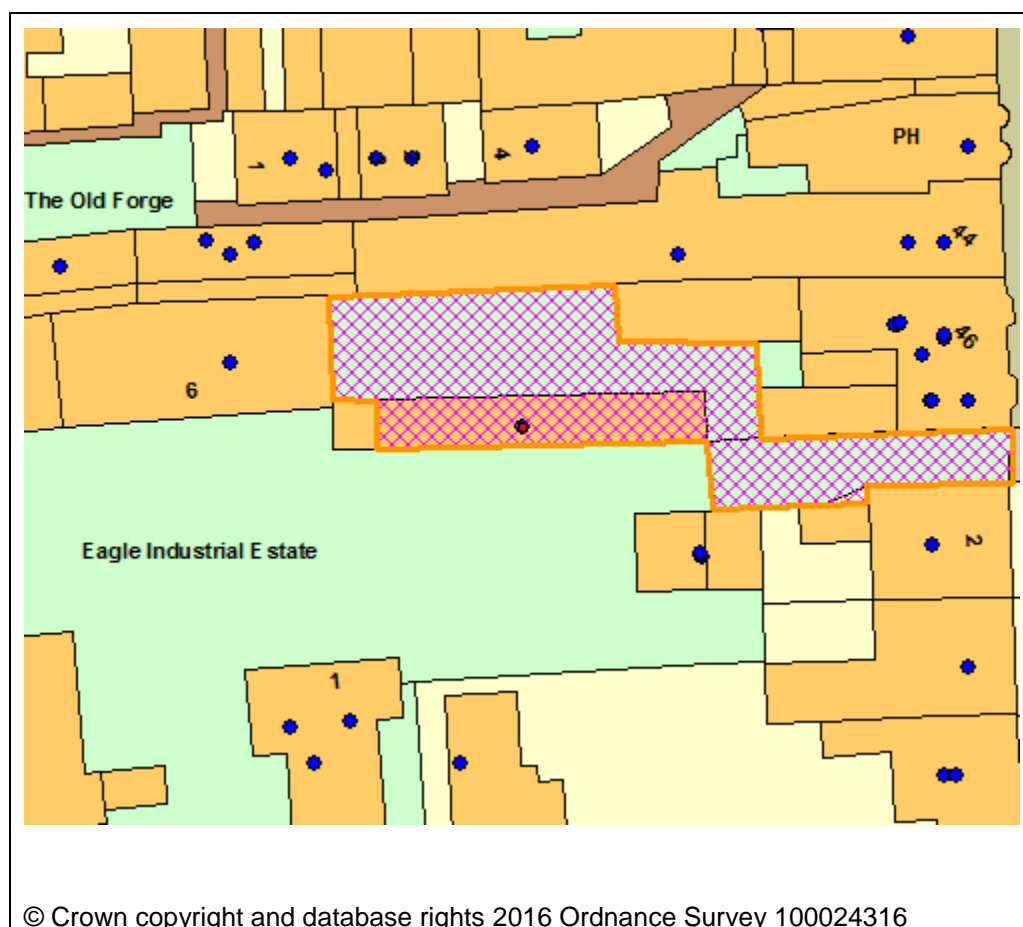 PH
1
4
The Old Forge
44
46
6
Eagle Industrial Estate
2
1
© Crown copyright and database rights 2016 Ordnance Survey 100024316